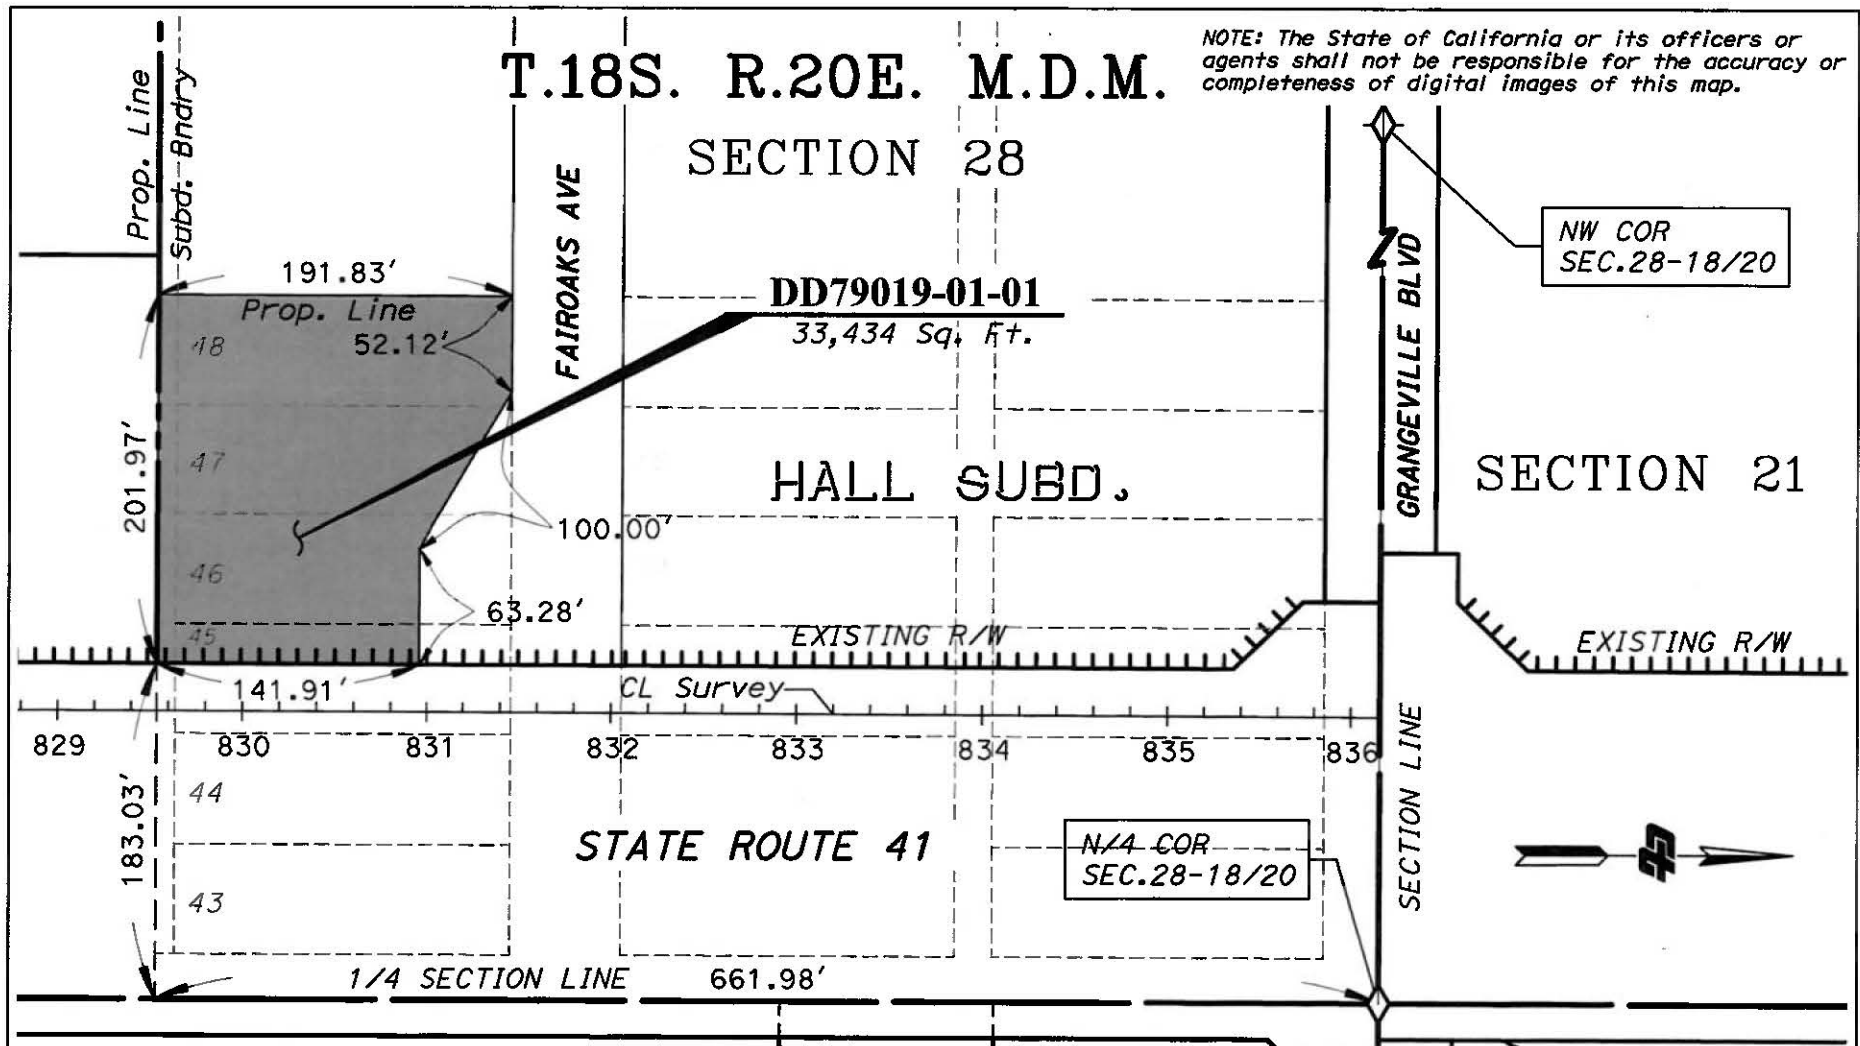 NOTE: The State of California or its officers or
agents shall not be responsible for the accuracy or
completeness of digital images of this map.
T.18S. R.20E. M.D.M.
SECTION 28
Prop. Line
Subd. Bndry
FAIROAKS AVE
GRANGEVILLE BLVD
NW COR
SEC.28-18/20
191.83'
Prop. Line
52.12'
48
DD79019-01-01
33,434 Sq. Ft.
201.97'
47
HALL SUBD.
SECTION 21
100.00'
46
63.28'
45
EXISTING R/W
EXISTING R/W
141.91'
CL Survey
829 830 831 832 833 834 835 836
183.03'
44
STATE ROUTE 41
N/4 COR
SEC.28-18/20
SECTION LINE
43
1/4 SECTION LINE 661.98'